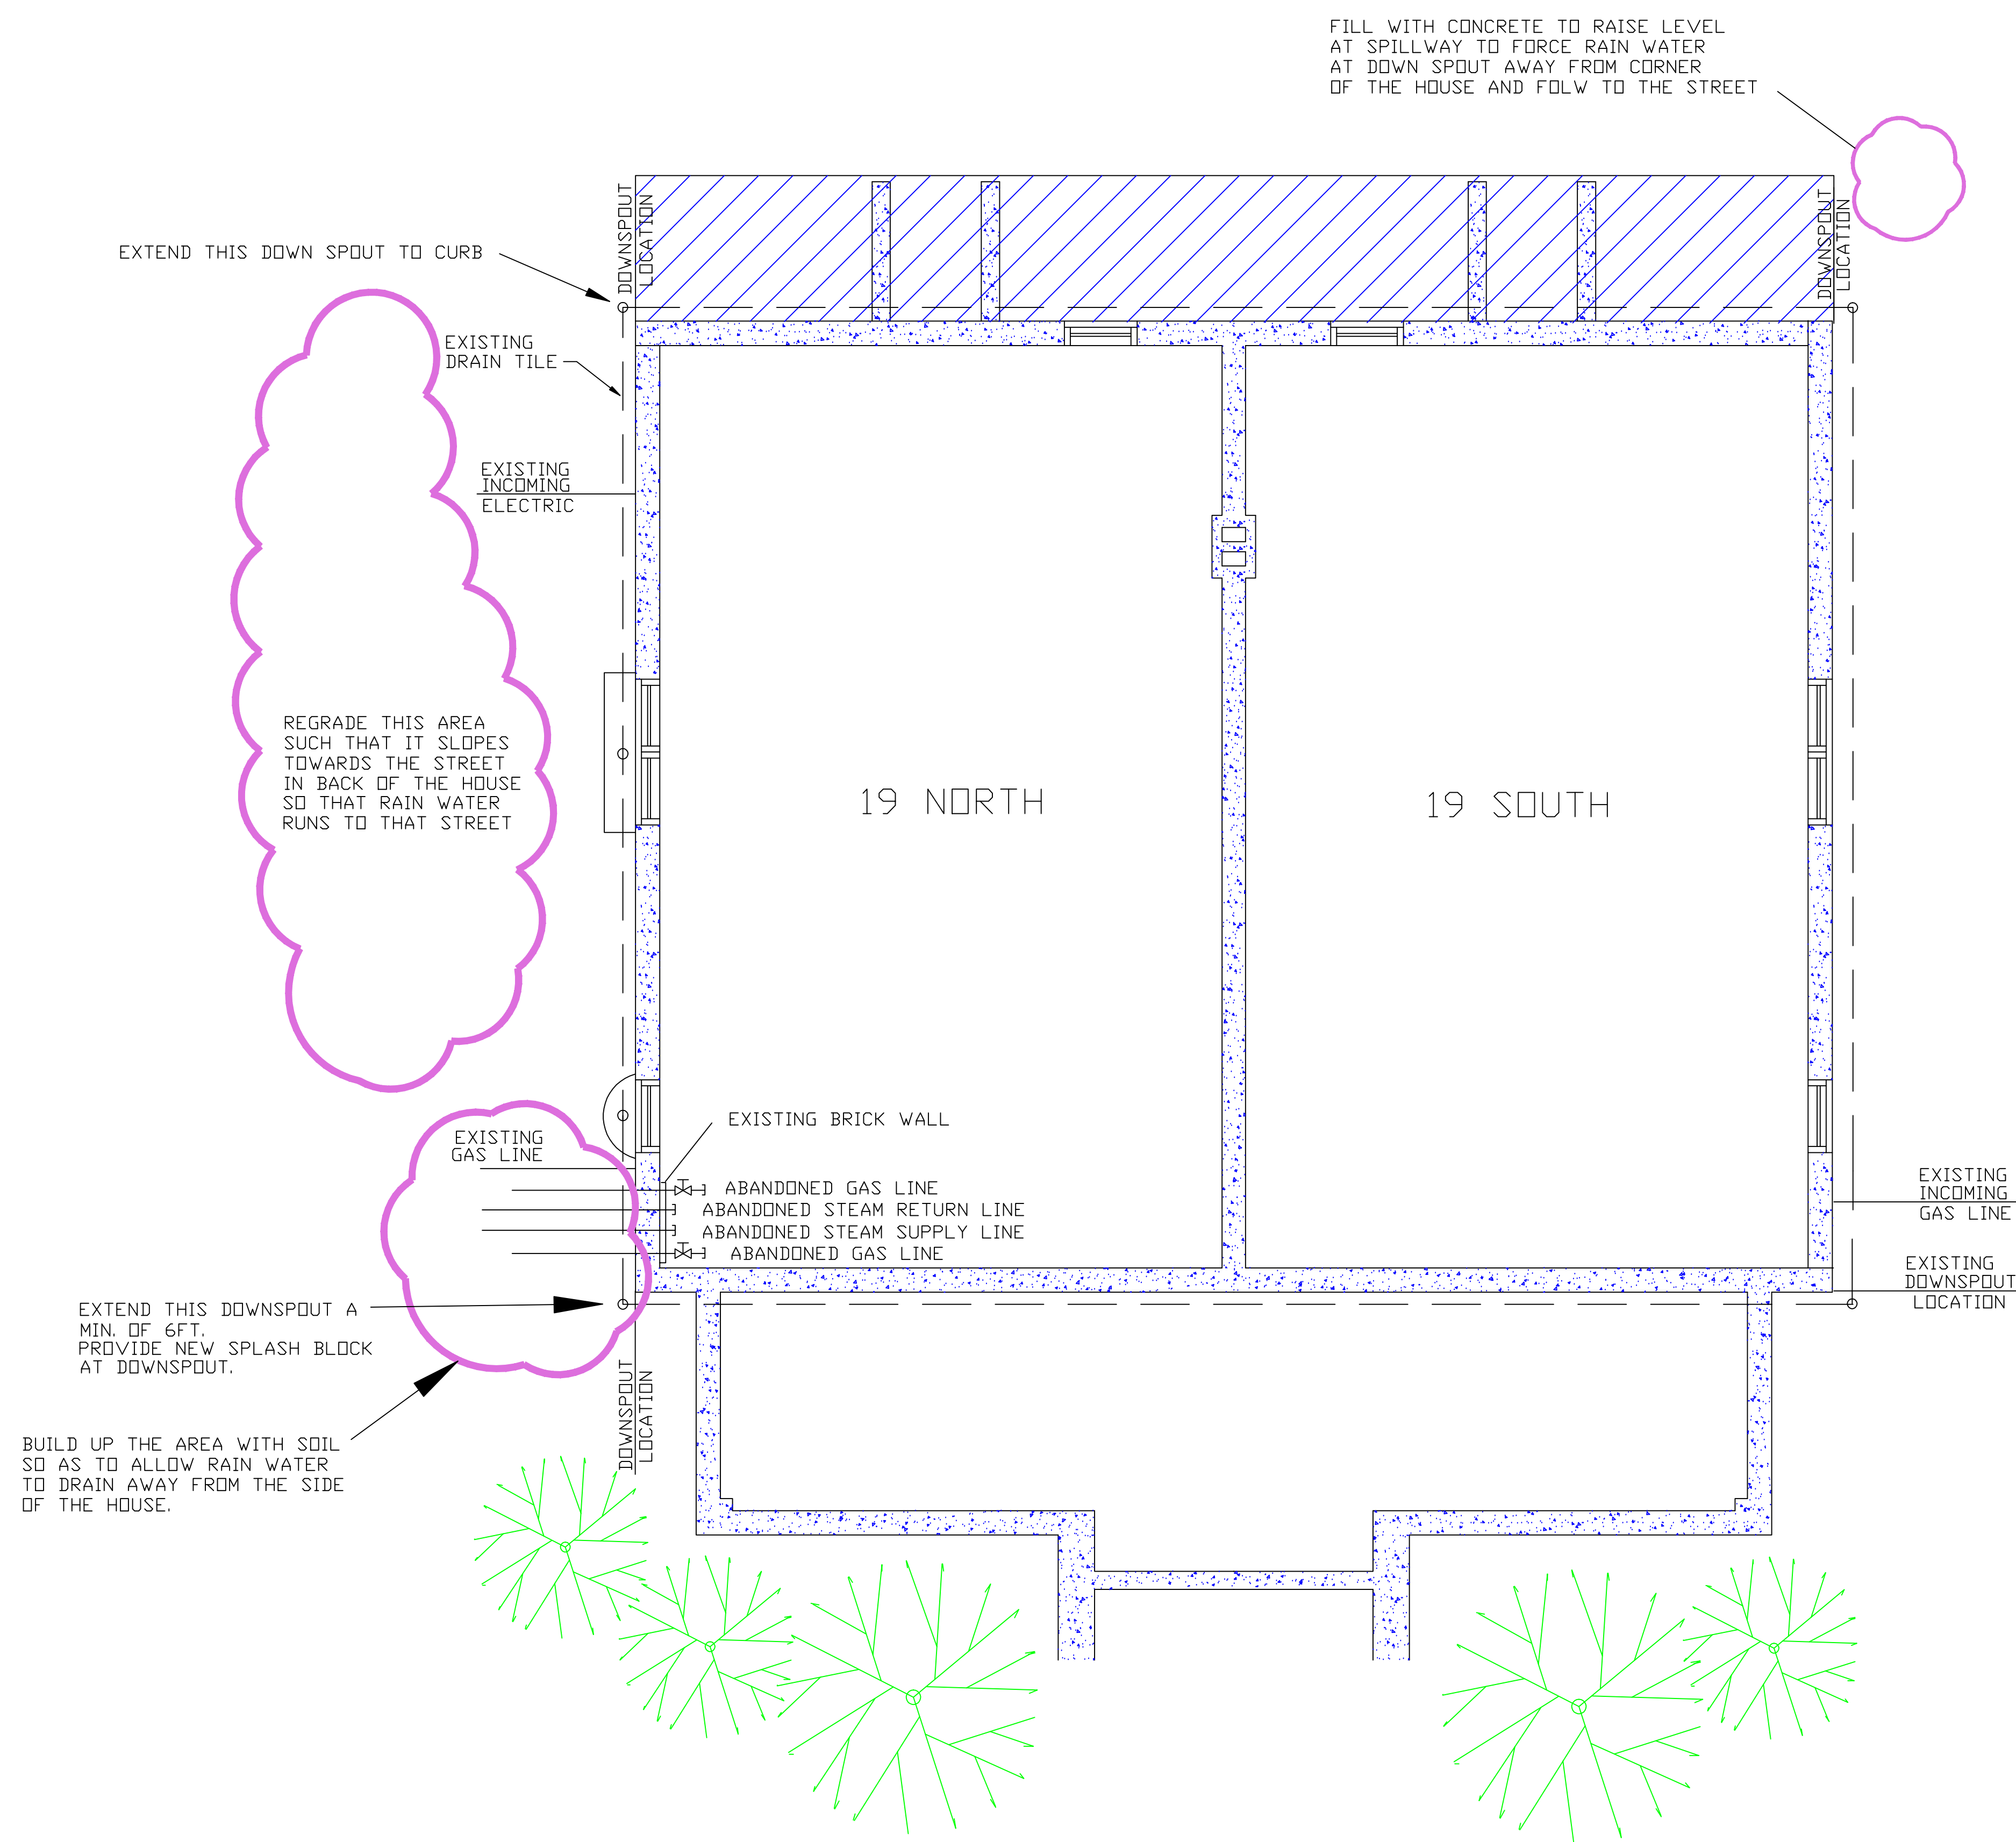 FILL WITH CONCRETE TO RAISE LEVEL
AT SPILLWAY TO FORCE RAIN WATER
AT DOWN SPOUT AWAY FROM CORNER
OF THE HOUSE AND FOLW TO THE STREET
DOWNSPOUT
LOCATION
DOWNSPOUT
LOCATION
EXTEND THIS DOWN SPOUT TO CURB
EXISTING
DRAIN TILE
EXISTING
INCOMING
ELECTRIC
REGRADE THIS AREA
SUCH THAT IT SLOPES
TOWARDS THE STREET
IN BACK OF THE HOUSE
SO THAT RAIN WATER
RUNS TO THAT STREET
19 NORTH
19 SOUTH
EXISTING BRICK WALL
EXISTING
GAS LINE
ABANDONED GAS LINE
ABANDONED STEAM RETURN LINE
ABANDONED STEAM SUPPLY LINE
ABANDONED GAS LINE
EXISTING
INCOMING
GAS LINE
EXISTING
DOWNSPOUT
LOCATION
EXTEND THIS DOWNSPOUT A
MIN. OF 6FT.
PROVIDE NEW SPLASH BLOCK
AT DOWNSPOUT.
DOWNSPOUT
LOCATION
BUILD UP THE AREA WITH SOIL
SO AS TO ALLOW RAIN WATER
TO DRAIN AWAY FROM THE SIDE
OF THE HOUSE.